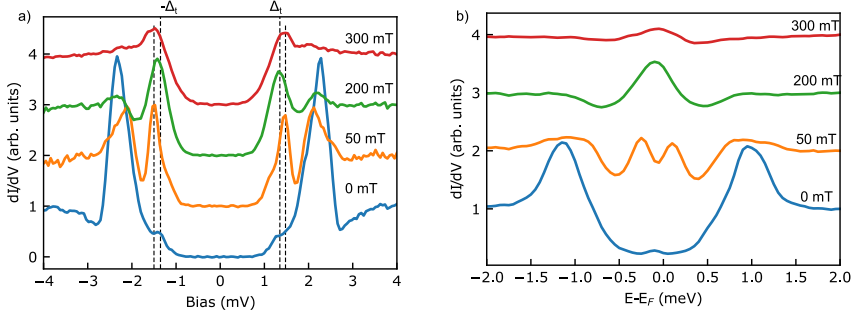 a)
-Δt
Δt
300 mT
200 mT
50 mT
0 mT
dI/dV (arb. units)
4
3
2
1
0
−4 −3 −2 −1 0 1 2 3 4
Bias (mV)
b)
300 mT
200 mT
50 mT
0 mT
dI/dV (arb. units)
4
3
2
1
−2.0 −1.5 −1.0 −0.5 0.0 0.5 1.0 1.5 2.0
E-EF (meV)